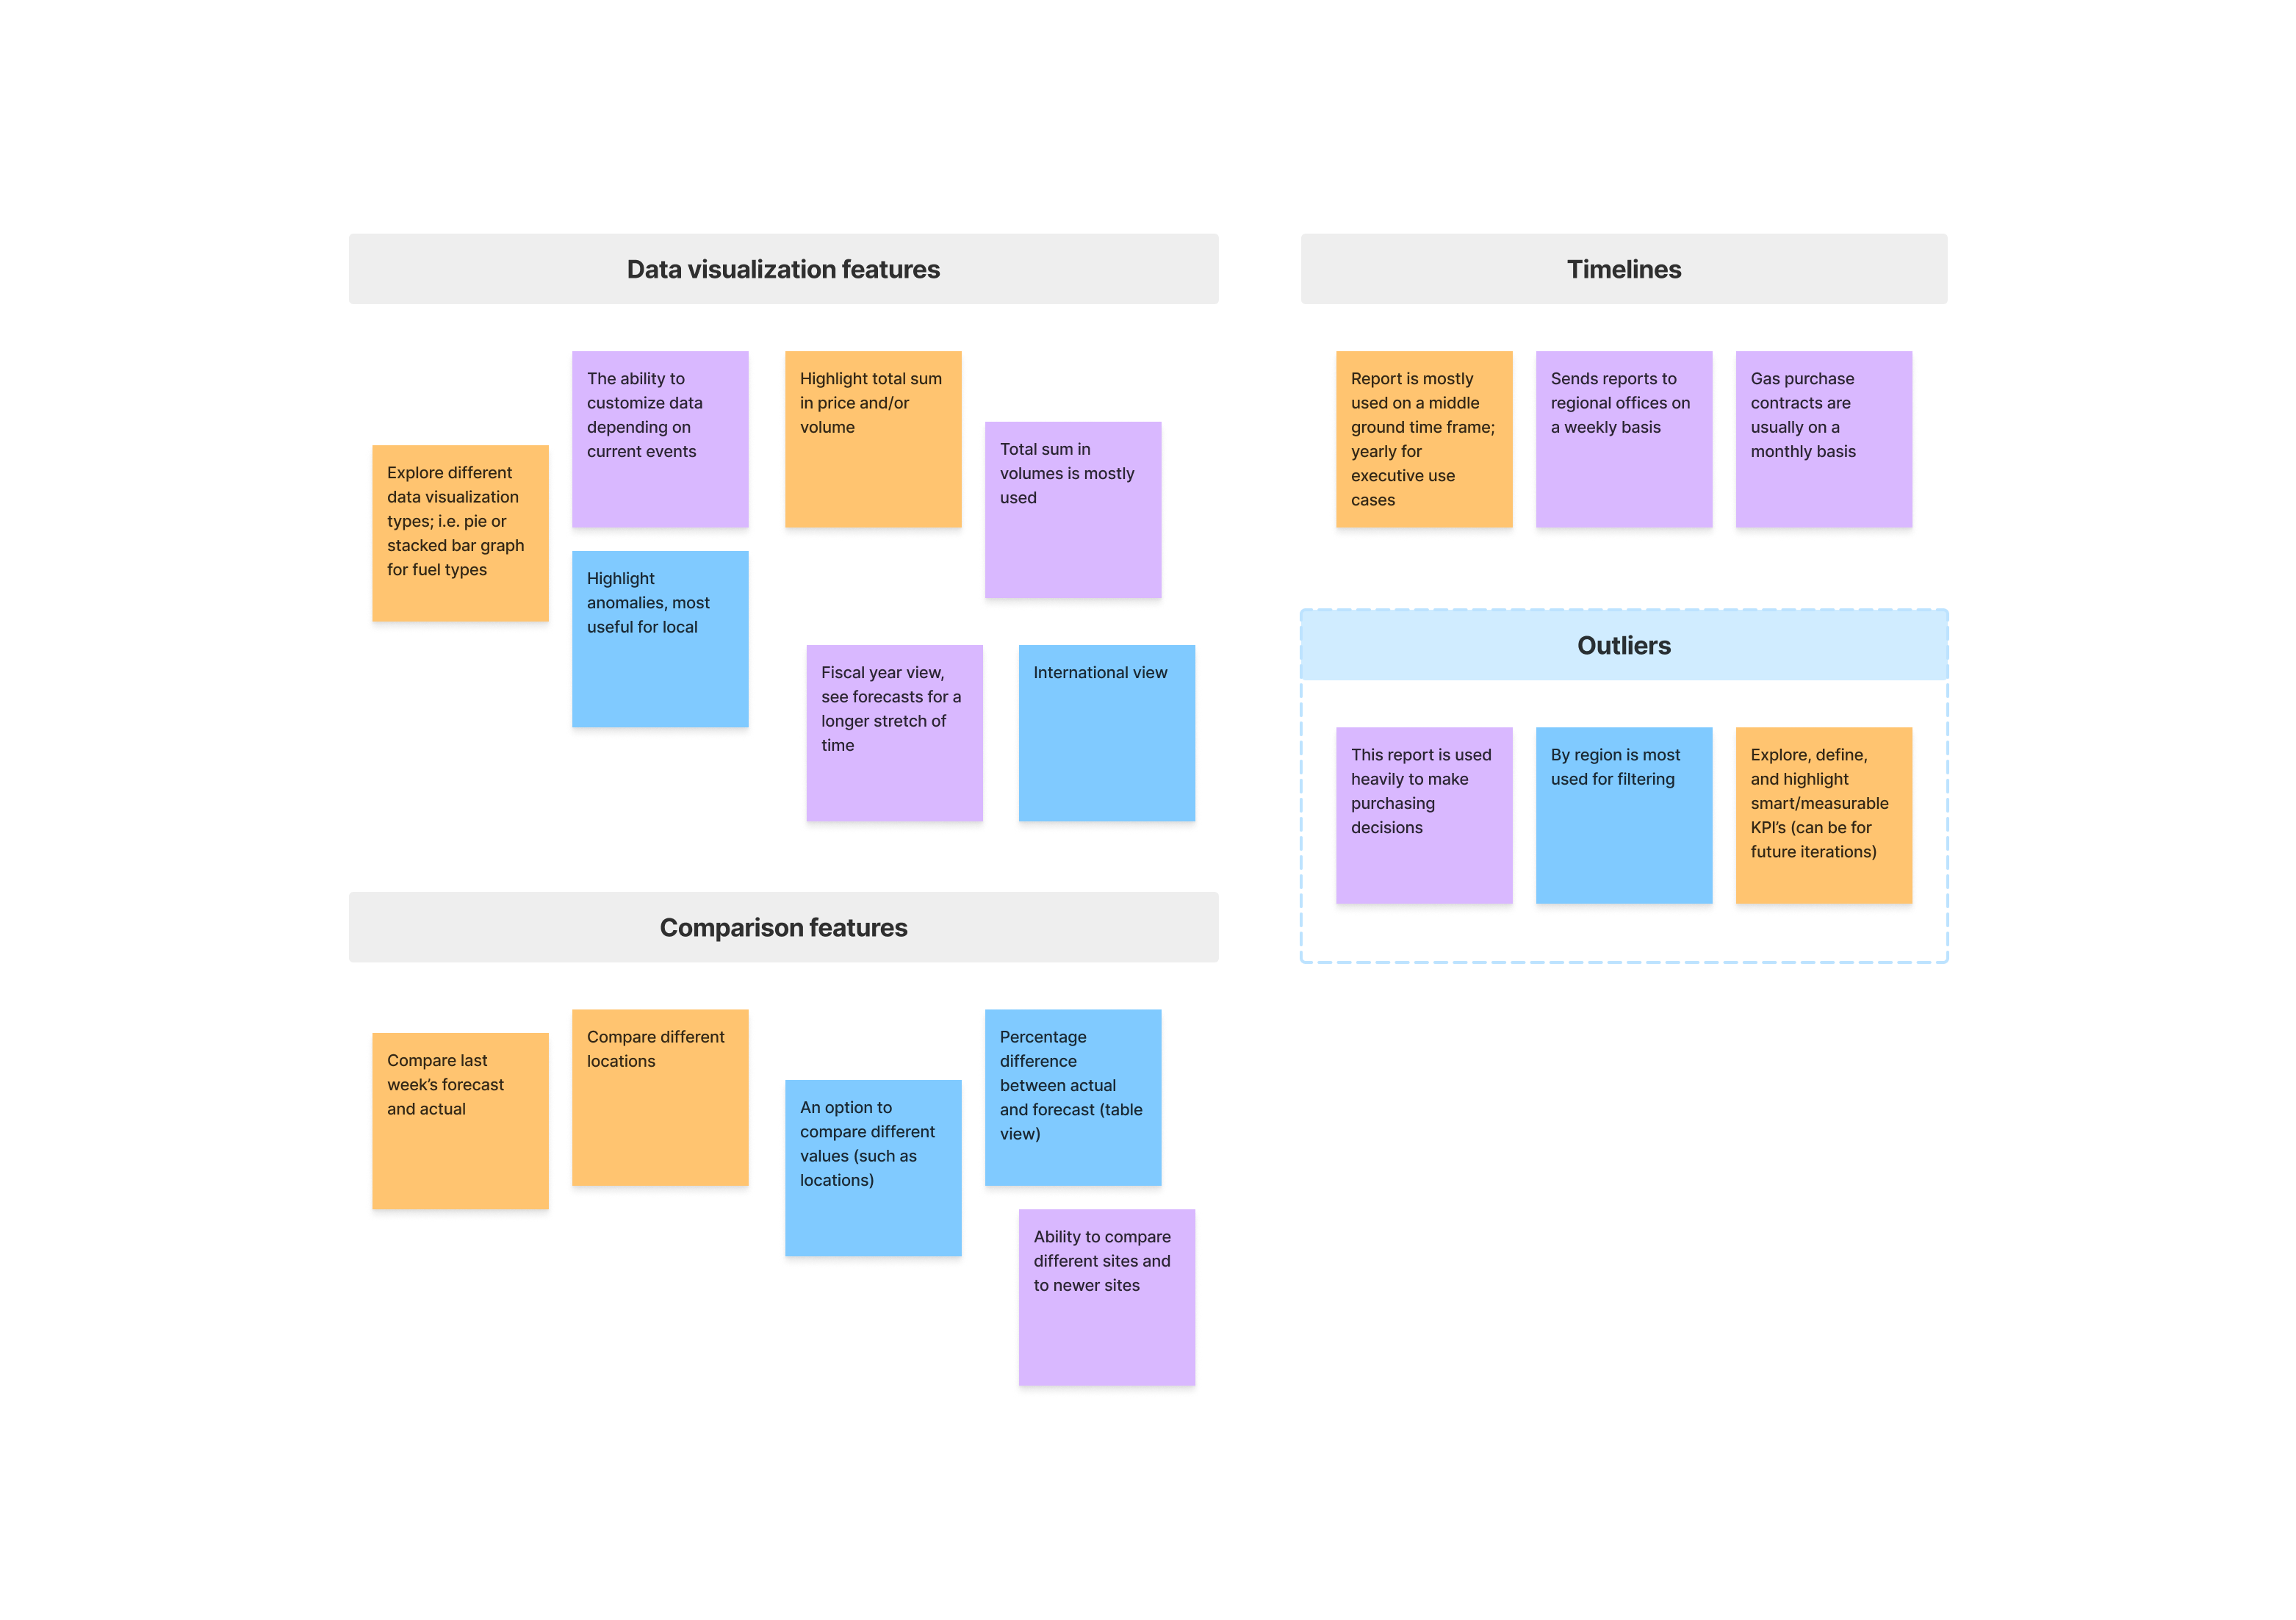 Data visualization features
Explore different
data visualization
types; i.e. pie or
stacked bar graph
for fuel types
The ability to
customize data
depending on
current events
Highlight
anomalies, most
useful for local
Highlight total sum
in price and/or
volume
Total sum in
volumes is mostly
used
Fiscal year view,
see forecasts for a
longer stretch of
time
International view
Comparison features
Compare last
week’s forecast
and actual
Compare different
locations
An option to
compare different
values (such as
locations)
Percentage
difference
between actual
and forecast (table
view)
Ability to compare
different sites and
to newer sites
Timelines
Report is mostly
used on a middle
ground time frame;
yearly for
executive use
cases
Sends reports to
regional offices on
a weekly basis
Gas purchase
contracts are
usually on a
monthly basis
Outliers
This report is used
heavily to make
purchasing
decisions
By region is most
used for filtering
Explore, define,
and highlight
smart/measurable
KPI’s (can be for
future iterations)